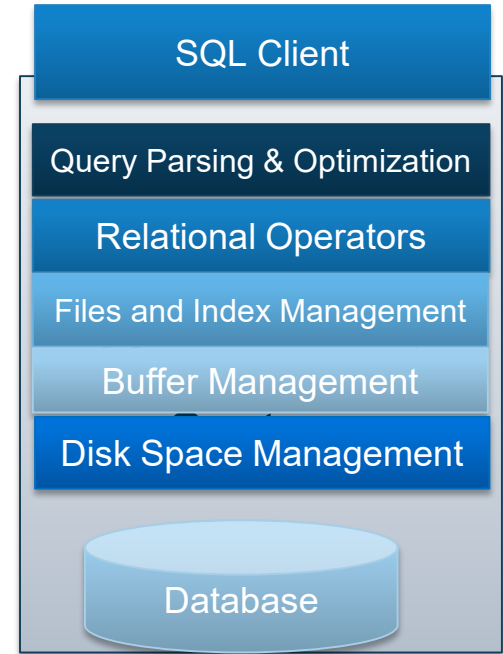 SQL Client
Query Parsing & Optimization
Relational Operators
Files and Index Management
Buffer Management
Disk Space Management
Database